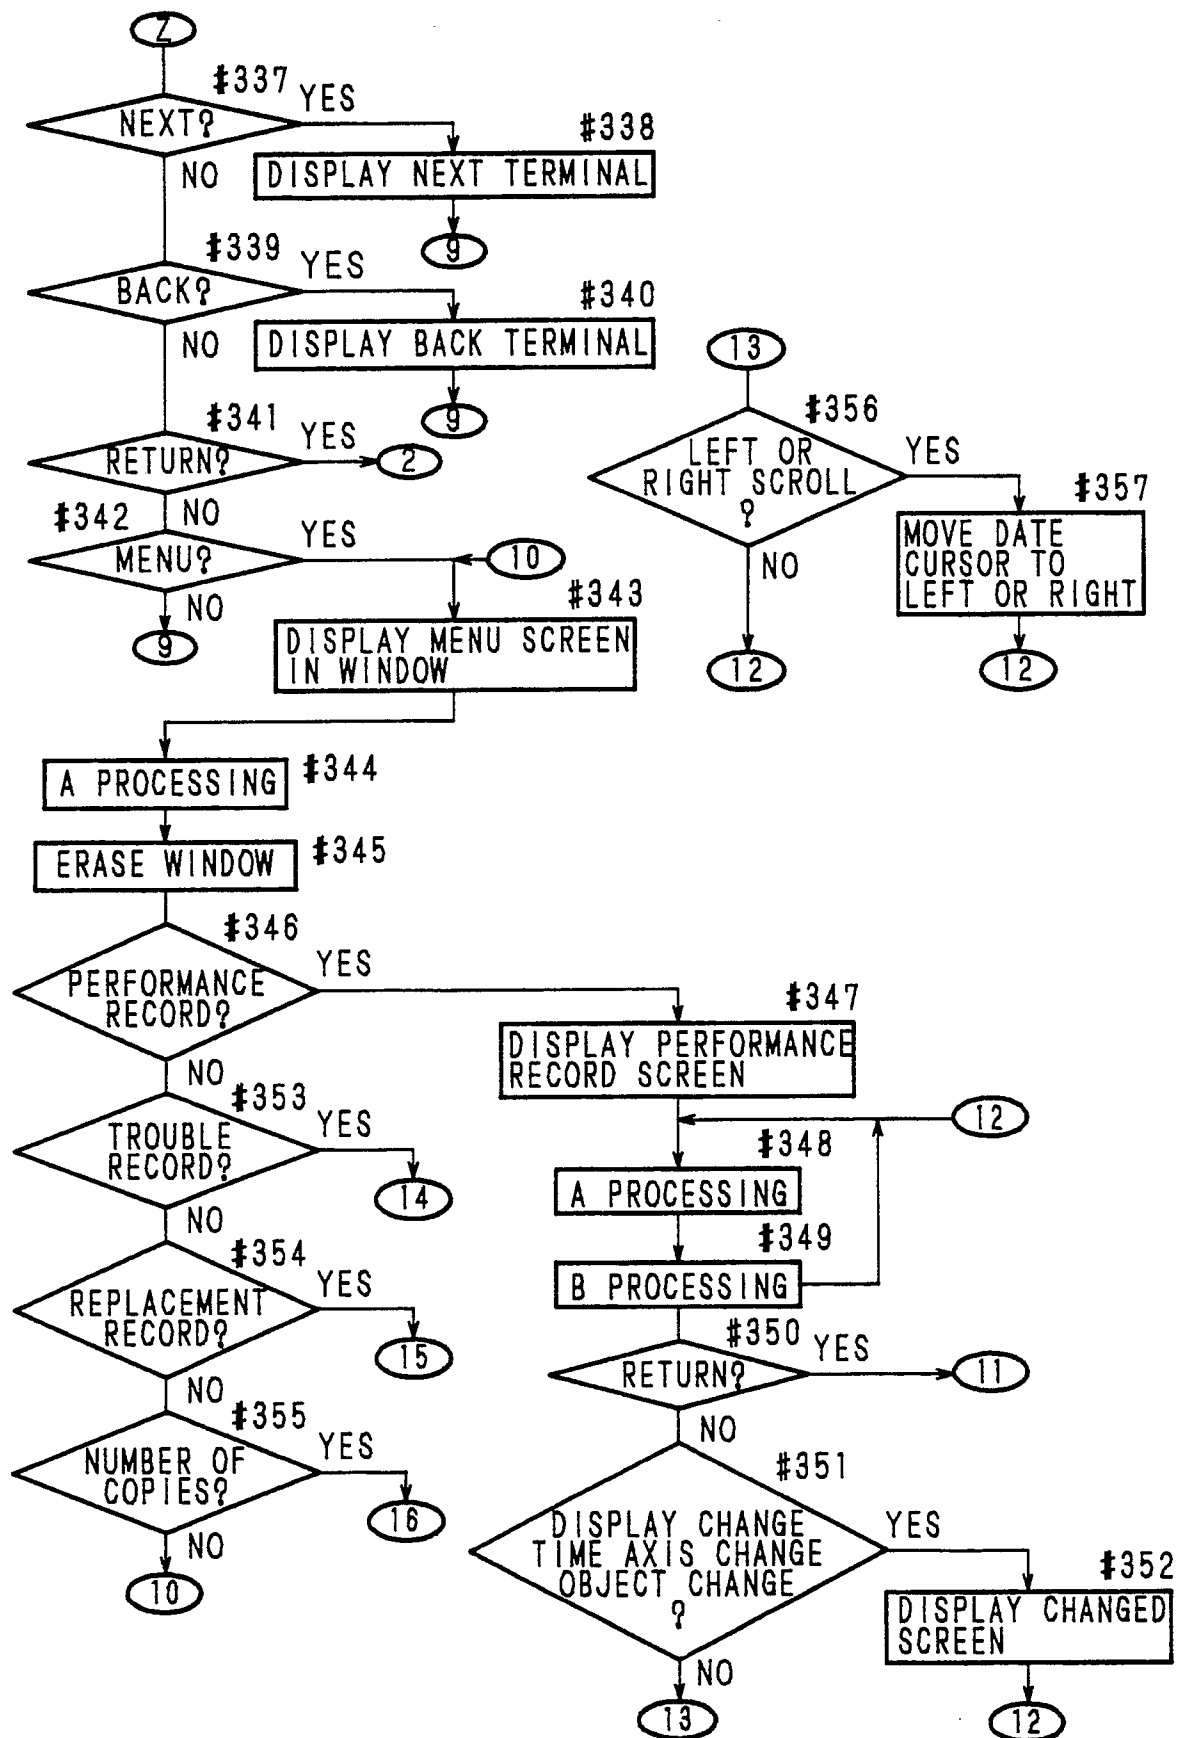 Z
#337
YES
NEXT?
#338
NO
DISPLAY NEXT TERMINAL
9
#339
YES
BACK?
#340
NO
DISPLAY BACK TERMINAL
9
#341
YES
RETURN?
2
NO
#342
YES
MENU?
10
NO
9
#343
DISPLAY MENU SCREEN
IN WINDOW
#344
A PROCESSING
#345
ERASE WINDOW
#346
YES
PERFORMANCE
RECORD?
NO
#347
DISPLAY PERFORMANCE
RECORD SCREEN
12
#353
YES
TROUBLE
RECORD?
14
NO
#348
A PROCESSING
#349
B PROCESSING
#354
YES
REPLACEMENT
RECORD?
15
NO
#350
YES
RETURN?
11
NO
#355
YES
NUMBER OF
COPIES?
16
NO
10
#351
YES
DISPLAY CHANGE
TIME AXIS CHANGE
OBJECT CHANGE
?
NO
13
#352
DISPLAY CHANGED
SCREEN
12
13
#356
YES
LEFT OR
RIGHT SCROLL
?
NO
12
#357
MOVE DATE
CURSOR TO
LEFT OR RIGHT
12